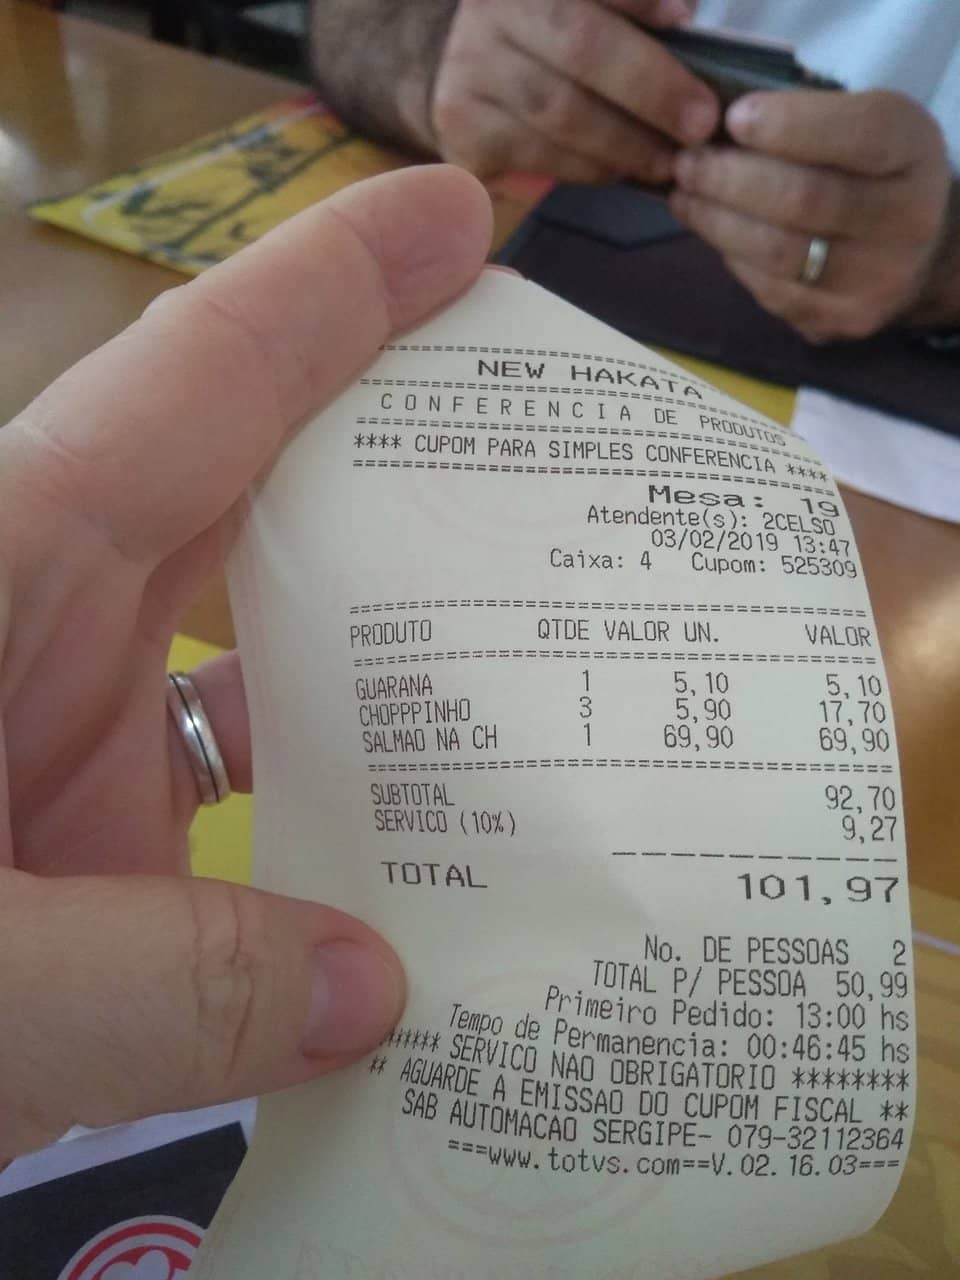 ===============================
NEW HAKATA
===============================
CONFERENCIA DE PRODUTOS
===============================
**** CUPOM PARA SIMPLES CONFERENCIA ****
===============================
Mesa: 19
Atendente(s): 2CELSO
03/02/2019 13:47
Caixa: 4 Cupom: 525309
===============================
PRODUTO QTDE VALOR UN. VALOR
===============================
GUARANA 1 5,10 5,10
CHOPPPINHO 3 5,90 17,70
SALMAO NA CH 1 69,90 69,90
===============================
SUBTOTAL 92,70
SERVICO (10%) 9,27
TOTAL 101,97
No. DE PESSOAS 2
TOTAL P/ PESSOA 50,99
Primeiro Pedido: 13:00 hs
Tempo de Permanencia: 00:46:45 hs
****** SERVICO NAO OBRIGATORIO ********
** AGUARDE A EMISSAO DO CUPOM FISCAL **
SAB AUTOMACAO SERGIPE- 079-32112364
===www.totvs.com==V.02.16.03===